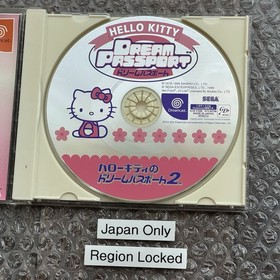 HELLO KITTY
DREAM PASSPORT
ドリームパスポート
SEGA
Dreamcast
ハローキティの
ドリームパスポート2
Japan Only
Region Locked